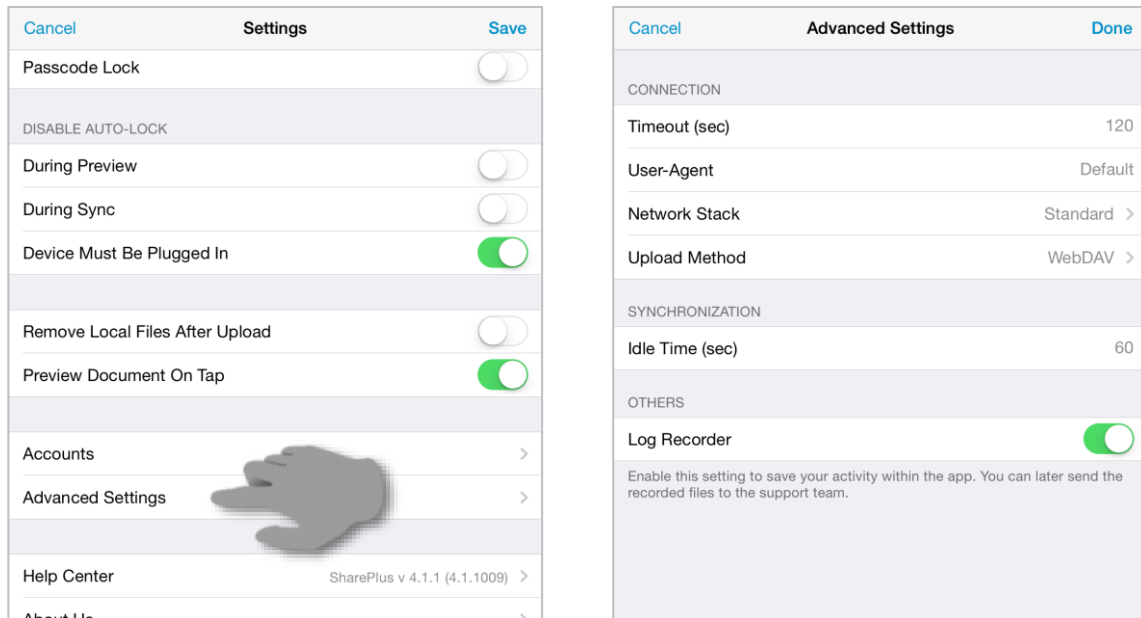 Cancel Settings Save
Passcode Lock
DISABLE AUTO-LOCK
During Preview
During Sync
Device Must Be Plugged In
Remove Local Files After Upload
Preview Document On Tap
Accounts
Advanced Settings
Help Center SharePlus v 4.1.1 (4.1.1009)
About Us
Cancel Advanced Settings Done
CONNECTION
Timeout (sec) 120
User-Agent Default
Network Stack Standard
Upload Method WebDAV
SYNCHRONIZATION
Idle Time (sec) 60
OTHERS
Log Recorder
Enable this setting to save your activity within the app. You can later send the
recorded files to the support team.